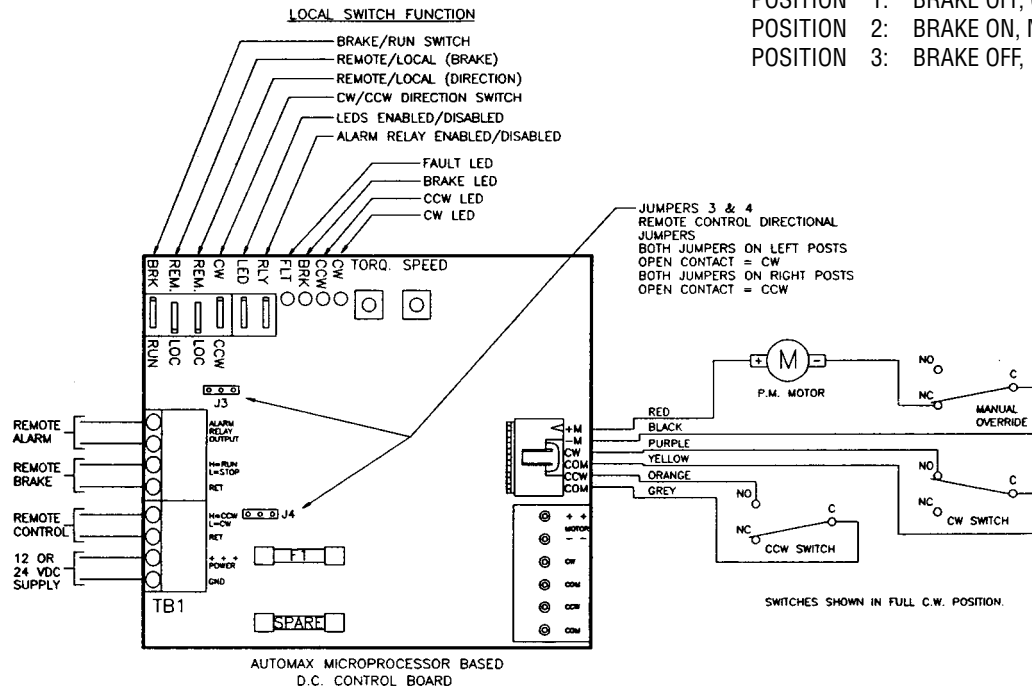 POSITION 1: BRAKE OFF,
POSITION 2: BRAKE ON,
POSITION 3: BRAKE OFF,
LOCAL SWITCH FUNCTION
BRAKE/RUN SWITCH
REMOTE/LOCAL (BRAKE)
REMOTE/LOCAL (DIRECTION)
CW/CCW DIRECTION SWITCH
LEDS ENABLED/DISABLED
ALARM RELAY ENABLED/DISABLED
FAULT LED
BRAKE LED
CCW LED
CW LED
JUMPERS 3 & 4
REMOTE CONTROL DIRECTIONAL
JUMPERS
BOTH JUMPERS ON LEFT POSTS
OPEN CONTACT = CW
BOTH JUMPERS ON RIGHT POSTS
OPEN CONTACT = CCW
BRK
REM.
REM.
CW
LED
RLY
FLT
BRK
CCW
CW
TORQ. SPEED
RUN
LOC
LOC
CCW
J3
REMOTE
ALARM
ALARM
RELAY
OUTPUT
REMOTE
BRAKE
H=RUN
L=STOP
RET
REMOTE
CONTROL
H=CCW
L=CW
RET
J4
12 OR
24 VDC
SUPPLY
+ + +
POWER
GND
TB1
F1
SPARE
+M
-M
CW
COM
CCW
COM
+ +
MOTOR
- -
CW
COM
CCW
COM
RED
BLACK
PURPLE
YELLOW
ORANGE
GREY
+ M -
P.M. MOTOR
NO
NC
C
MANUAL
OVERRIDE
NO
NC
C
CW SWITCH
NO
NC
C
CCW SWITCH
SWITCHES SHOWN IN FULL C.W. POSITION.
AUTOMAX MICROPROCESSOR BASED
D.C. CONTROL BOARD